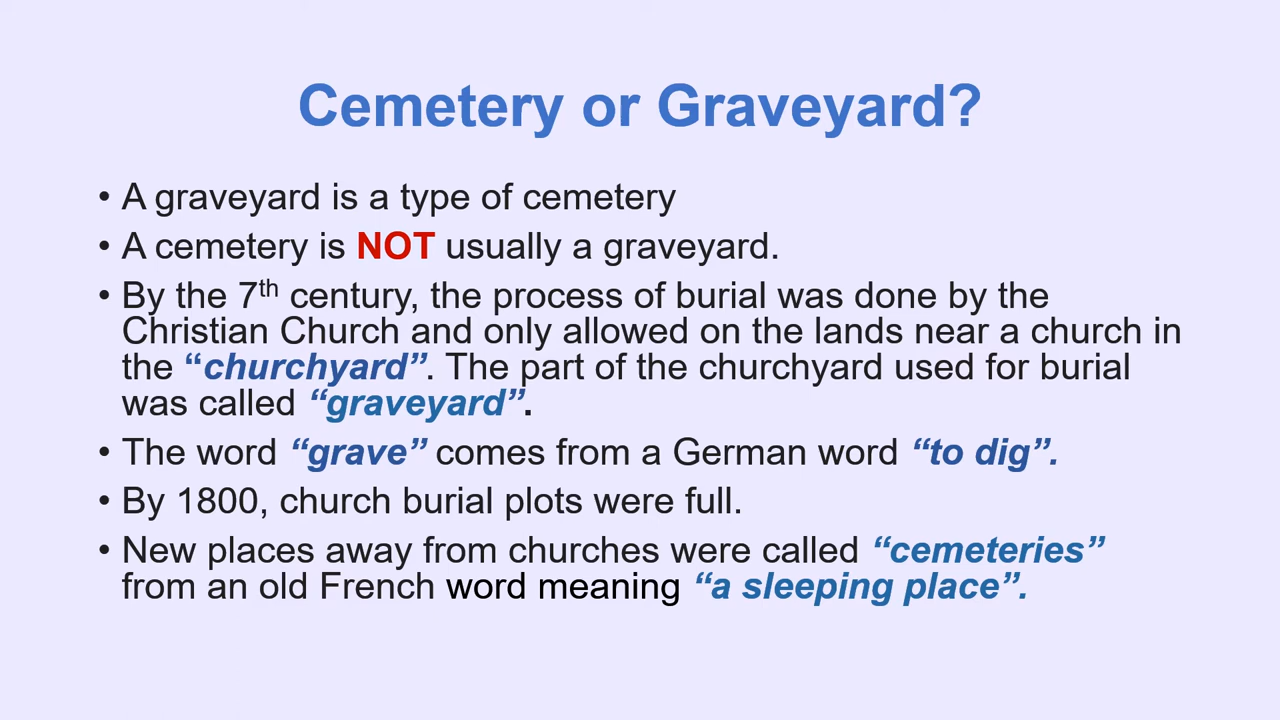 Cemetery or Graveyard?
• A graveyard is a type of cemetery
• A cemetery is NOT usually a graveyard.
• By the 7th century, the process of burial was done by the
Christian Church and only allowed on the lands near a church in
the “churchyard”. The part of the churchyard used for burial
was called “graveyard”.
• The word “grave” comes from a German word “to dig”.
• By 1800, church burial plots were full.
• New places away from churches were called “cemeteries”
from an old French word meaning “a sleeping place”.